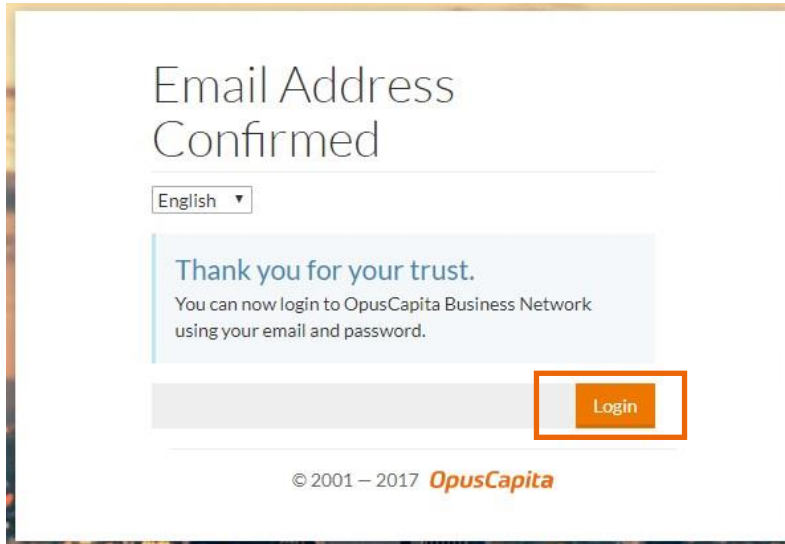 Email Address
Confirmed
English
Thank you for your trust.
You can now login to OpusCapita Business Network
using your email and password.
Login
© 2001 – 2017 OpusCapita